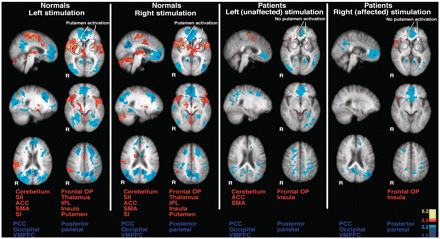 Normals
Left stimulation
Putamen activation
R
Cerebellum Frontal OP
SII Thalamus
ACC IPL
SMA Insula
SI
PCC Posterior
Occipital parietal
VMPFC
Normals
Right stimulation
Putamen activation
R
Cerebellum Frontal OP
SII Thalamus
ACC IPL
SMA Insula
SI Putamen
PCC Posterior
Occipital parietal
VMPFC
Patients
Left (unaffected) stimulation
No putamen activation
R
Cerebellum Frontal OP
ACC Insula
SMA
PCC Posterior
Occipital parietal
VMPFC
Patients
Right (affected) stimulation
No putamen activation
R
Frontal OP
Insula
PCC Posterior
Occipital parietal
VMPFC